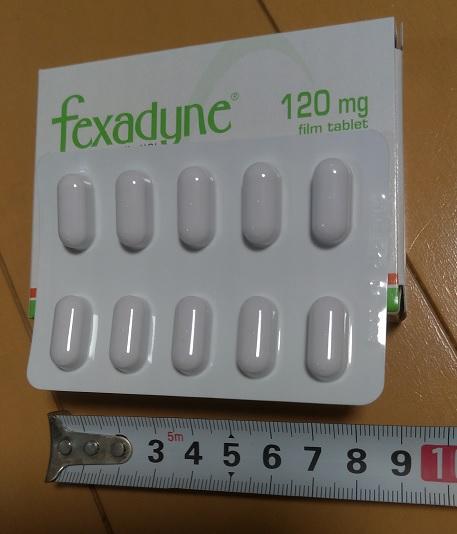 fexadyne®
120 mg
film tablet
5m
3 4 5 6 7 8 9 10